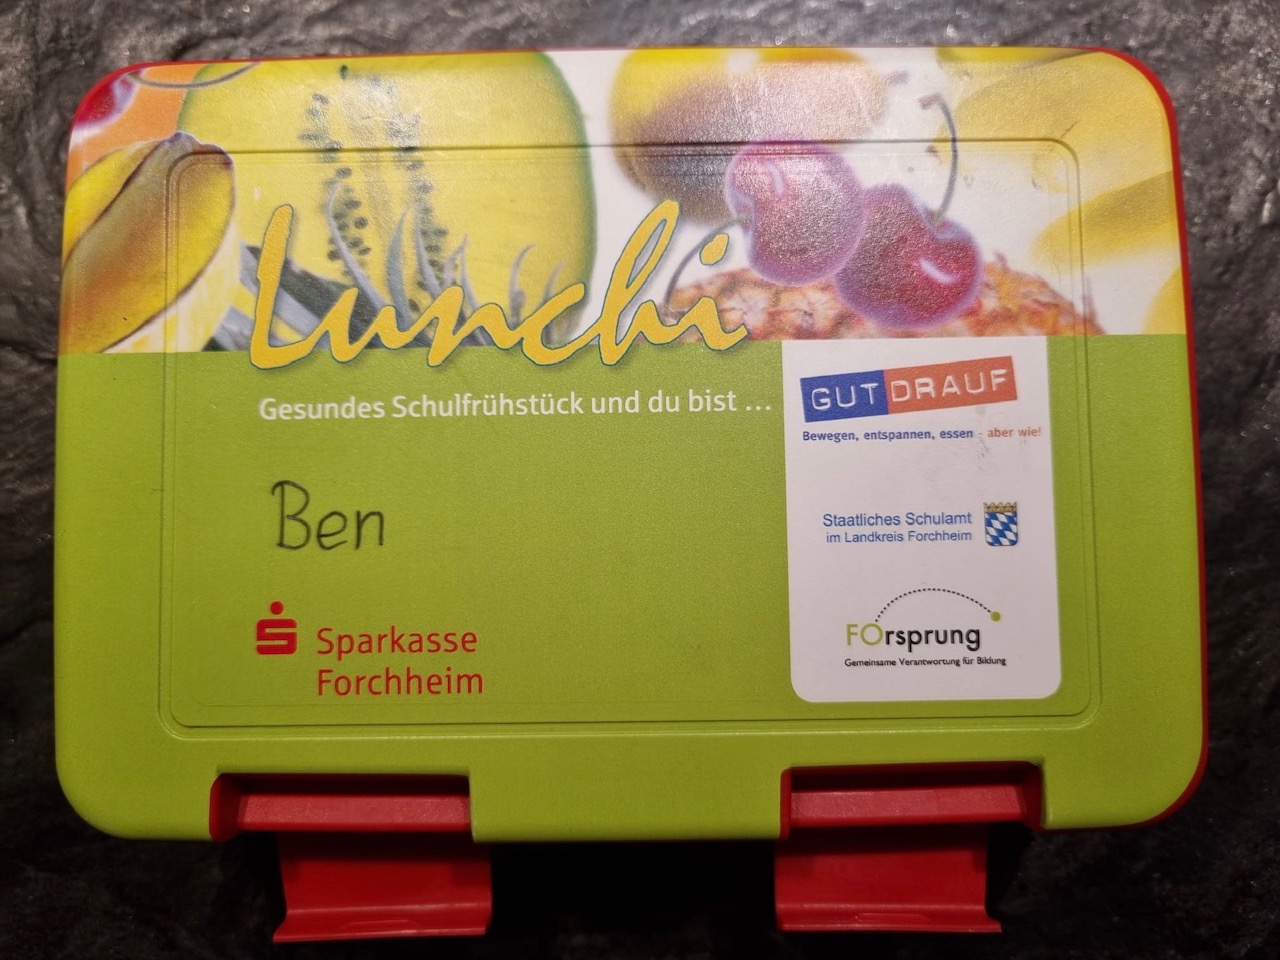 Lunchi
Gesundes Schulfrühstück und du bist ...
Ben
Sparkasse
Forchheim
GUT DRAUF
Bewegen, entspannen, essen - aber wie!
Staatliches Schulamt
im Landkreis Forchheim
FOrsprung
Gemeinsame Verantwortung für Bildung